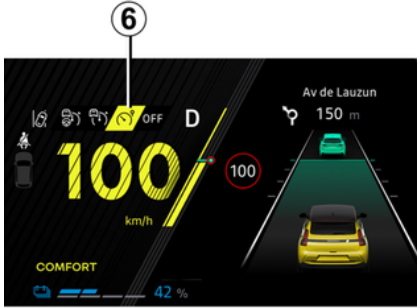 6
Av de Lauzun
150 m
OFF
D
100
km/h
100
COMFORT
42 %